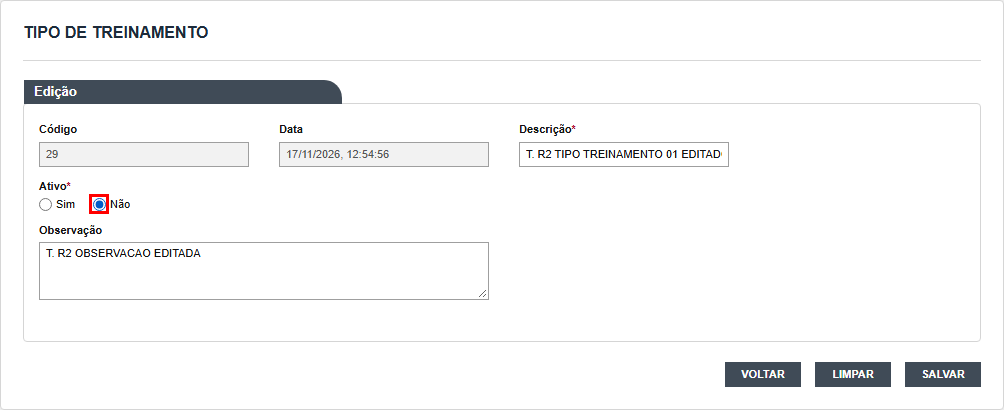 TIPO DE TREINAMENTO
Edição
Código Data Descrição*
29 17/11/2026, 12:54:56 T. R2 TIPO TREINAMENTO 01 EDITAD
Ativo*
Sim Não
Observação
T. R2 OBSERVACAO EDITADA
VOLTAR LIMPAR SALVAR